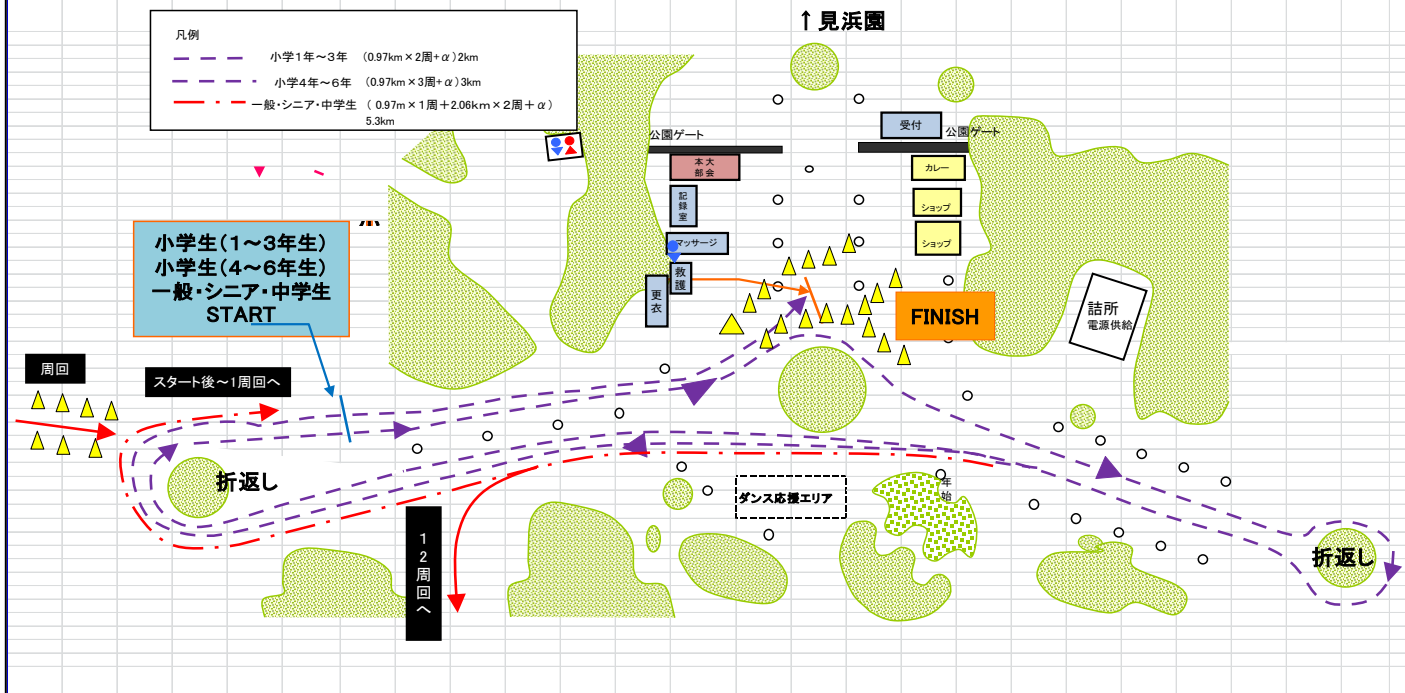 ↑見浜園
凡例
小学1年～3年 (0.97km×2周+α)2km
小学4年～6年 (0.97km×3周+α)3km
一般・シニア・中学生 (0.97m×1周+2.06km×2周+α)
5.3km
公園ゲート
受付
公園ゲート
本大
部会
カレー
記録室
ショップ
マッサージ
ショップ
救護
更衣
小学生(1～3年生)
小学生(4～6年生)
一般・シニア・中学生
START
FINISH
詰所
電源供給
周回
スタート後～1周回へ
折返し
ダンス応援エリア
年始
12周回へ
折返し